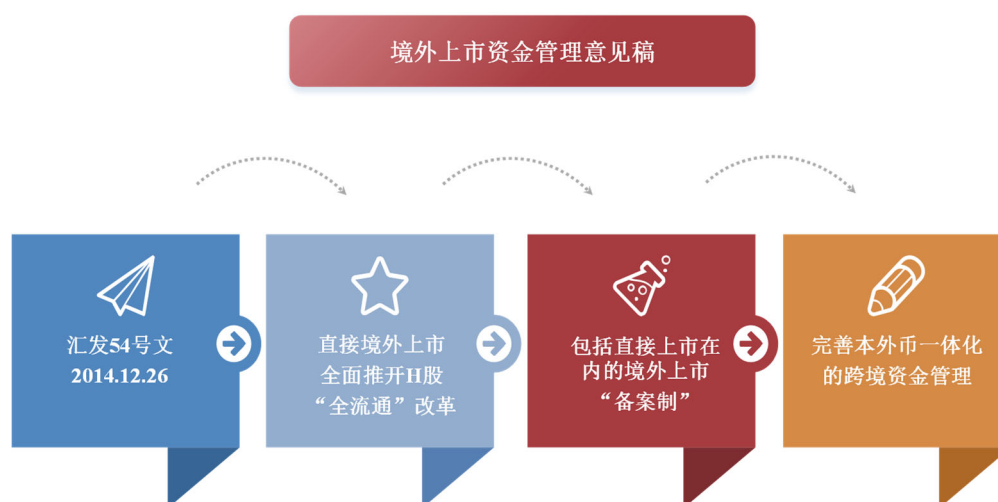 境外上市资金管理意见稿
汇发54号文
2014.12.26
直接境外上市
全面推开H股
“全流通”改革
包括直接上市在
内的境外上市
“备案制”
完善本外币一体化
的跨境资金管理